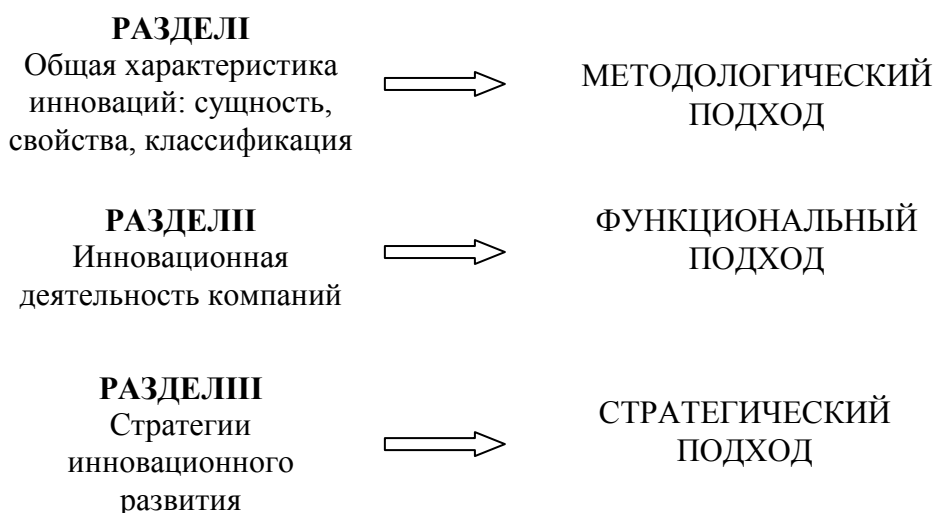 РАЗДЕЛI
Общая характеристика
инноваций: сущность,
свойства, классификация
МЕТОДОЛОГИЧЕСКИЙ
ПОДХОД
РАЗДЕЛII
Инновационная
деятельность компаний
ФУНКЦИОНАЛЬНЫЙ
ПОДХОД
РАЗДЕЛIII
Стратегии
инновационного
развития
СТРАТЕГИЧЕСКИЙ
ПОДХОД